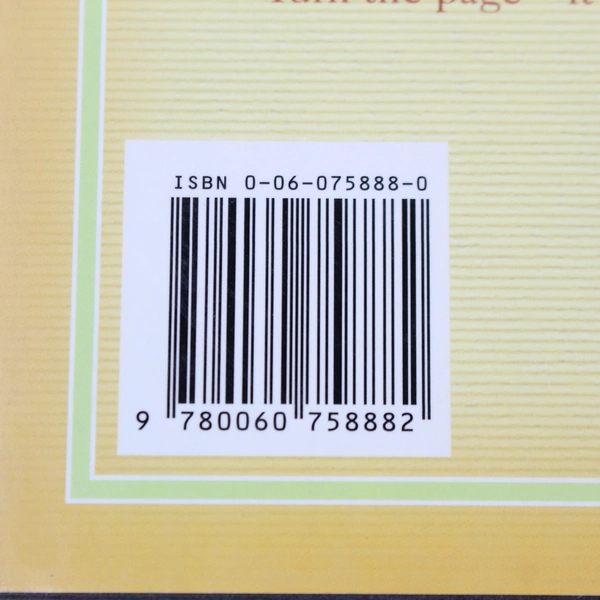 Turn the page
ISBN 0-06-075888-0
9 780060 758882